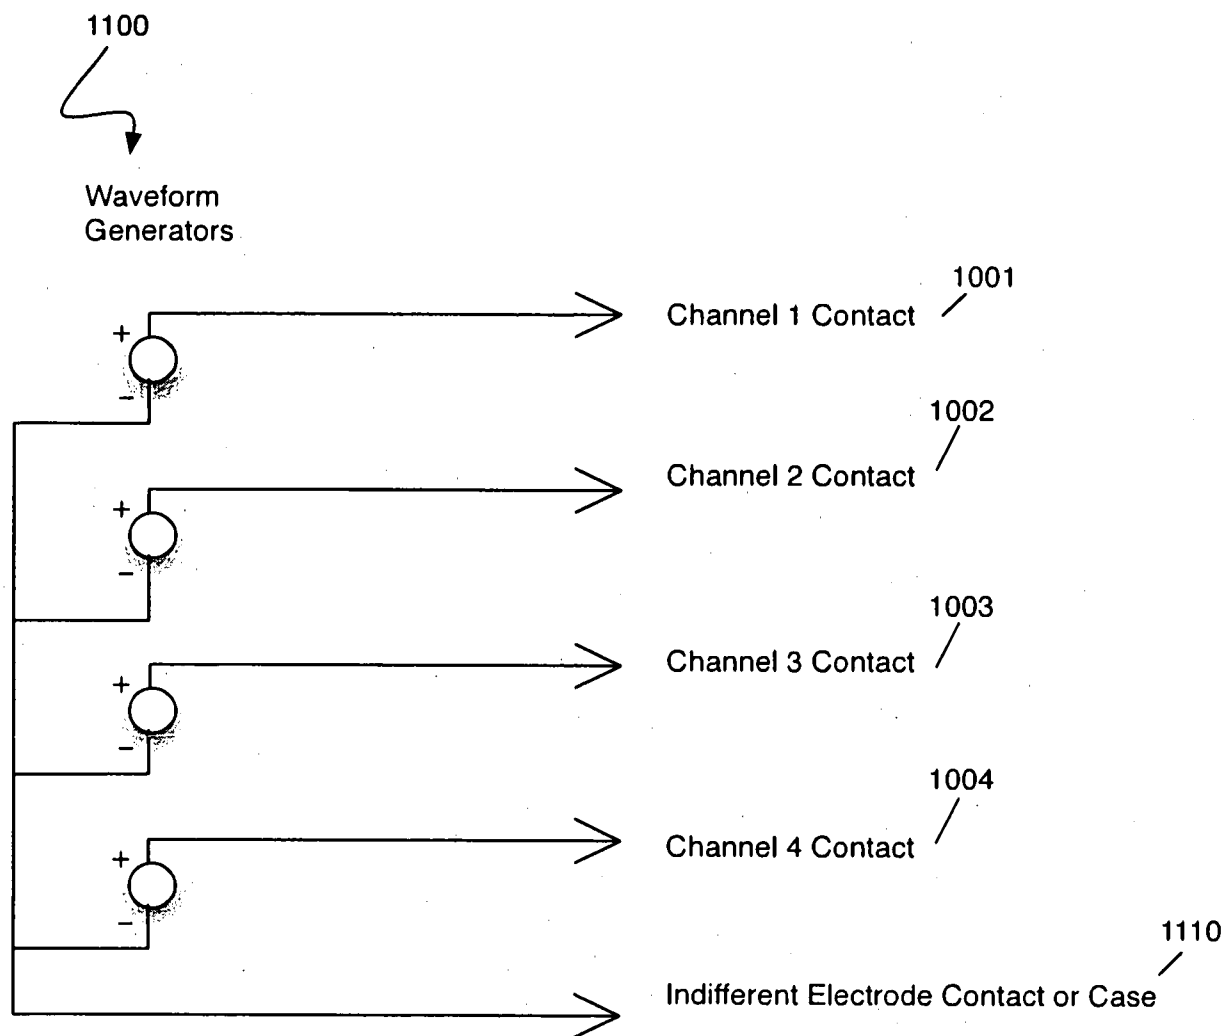 1100
Waveform
Generators
1001
Channel 1 Contact
+
−
1002
Channel 2 Contact
+
−
1003
Channel 3 Contact
+
−
1004
Channel 4 Contact
+
−
1110
Indifferent Electrode Contact or Case